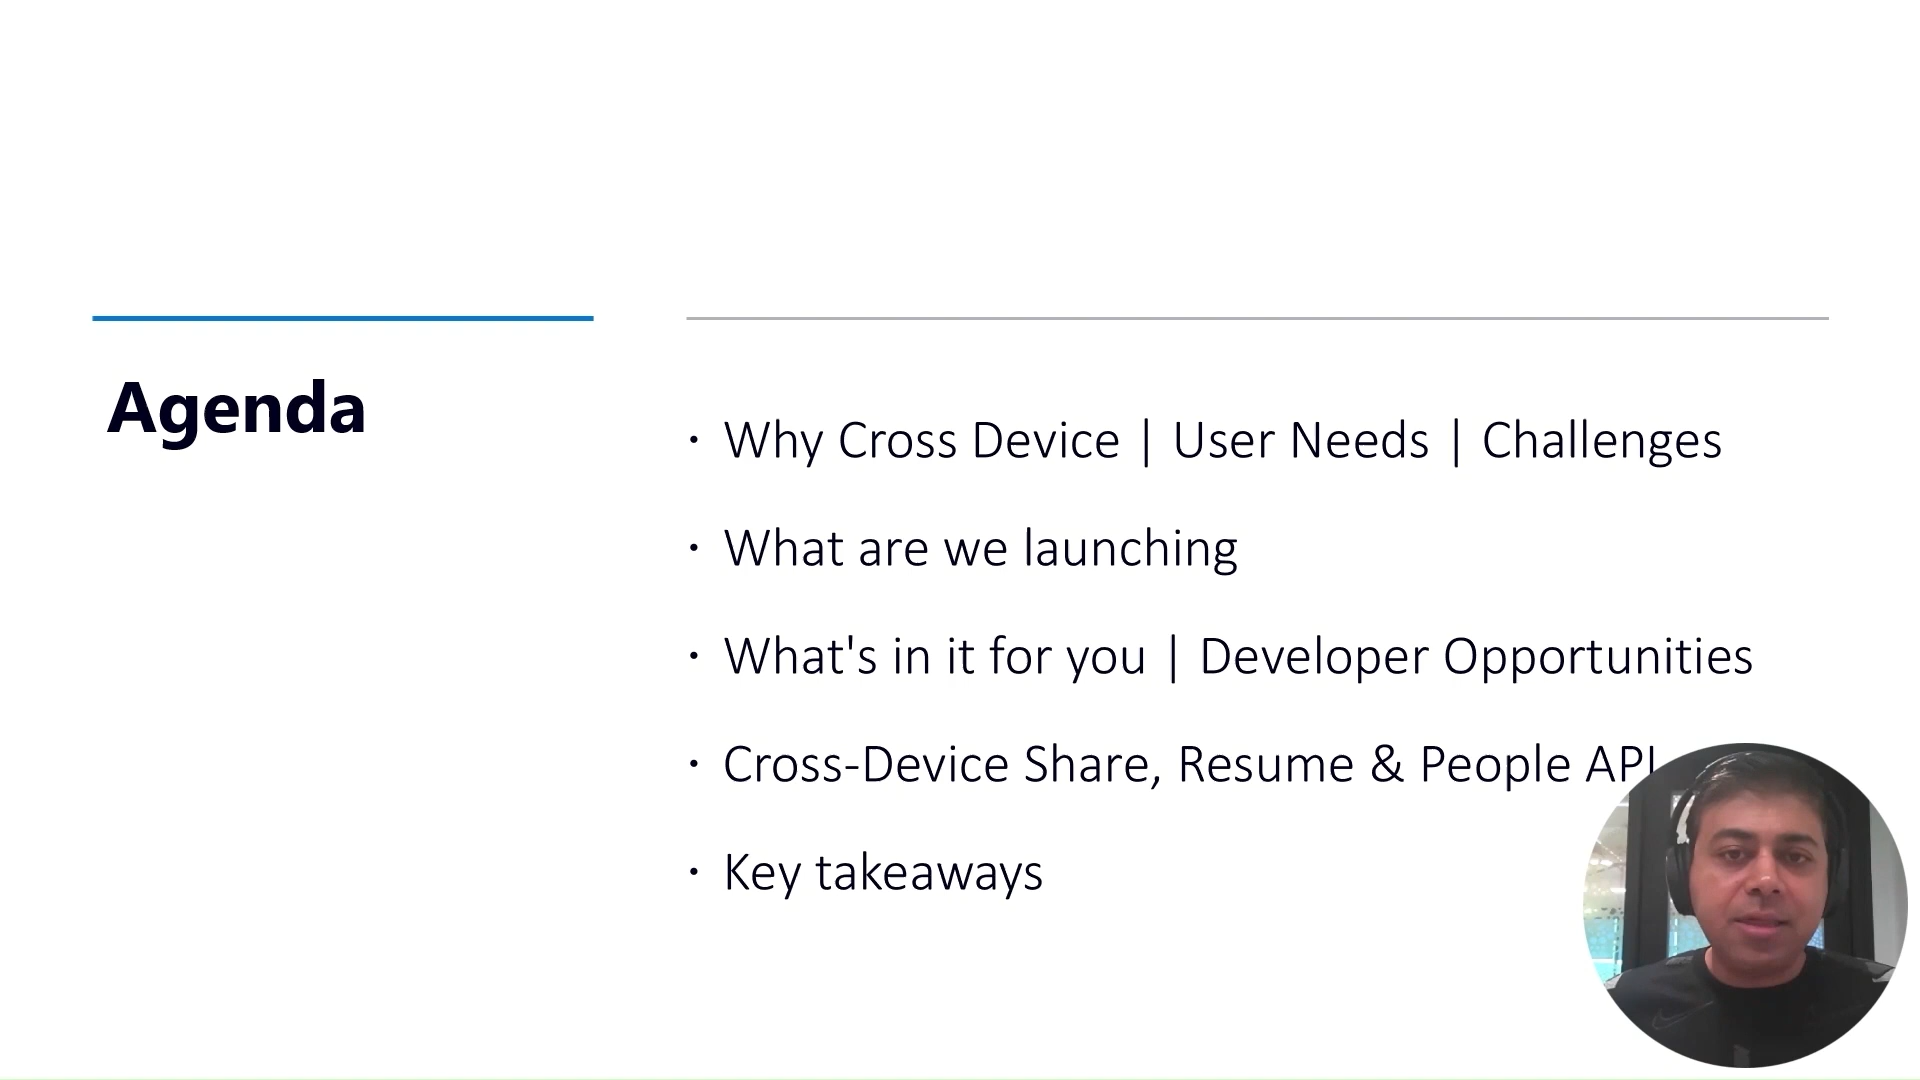 Agenda
· Why Cross Device | User Needs | Challenges
· What are we launching
· What's in it for you | Developer Opportunities
· Cross-Device Share, Resume & People API
· Key takeaways